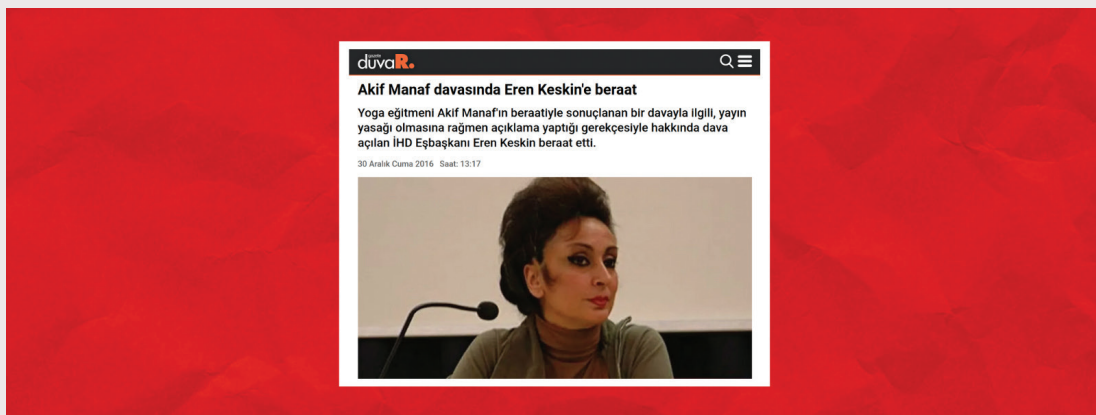 gazete
duvaR.
Akif Manaf davasında Eren Keskin'e beraat
Yoga eğitmeni Akif Manaf'ın beraatiyle sonuçlanan bir davayla ilgili, yayın
yasağı olmasına rağmen açıklama yaptığı gerekçesiyle hakkında dava
açılan İHD Eşbaşkanı Eren Keskin beraat etti.
30 Aralık Cuma 2016 Saat: 13:17